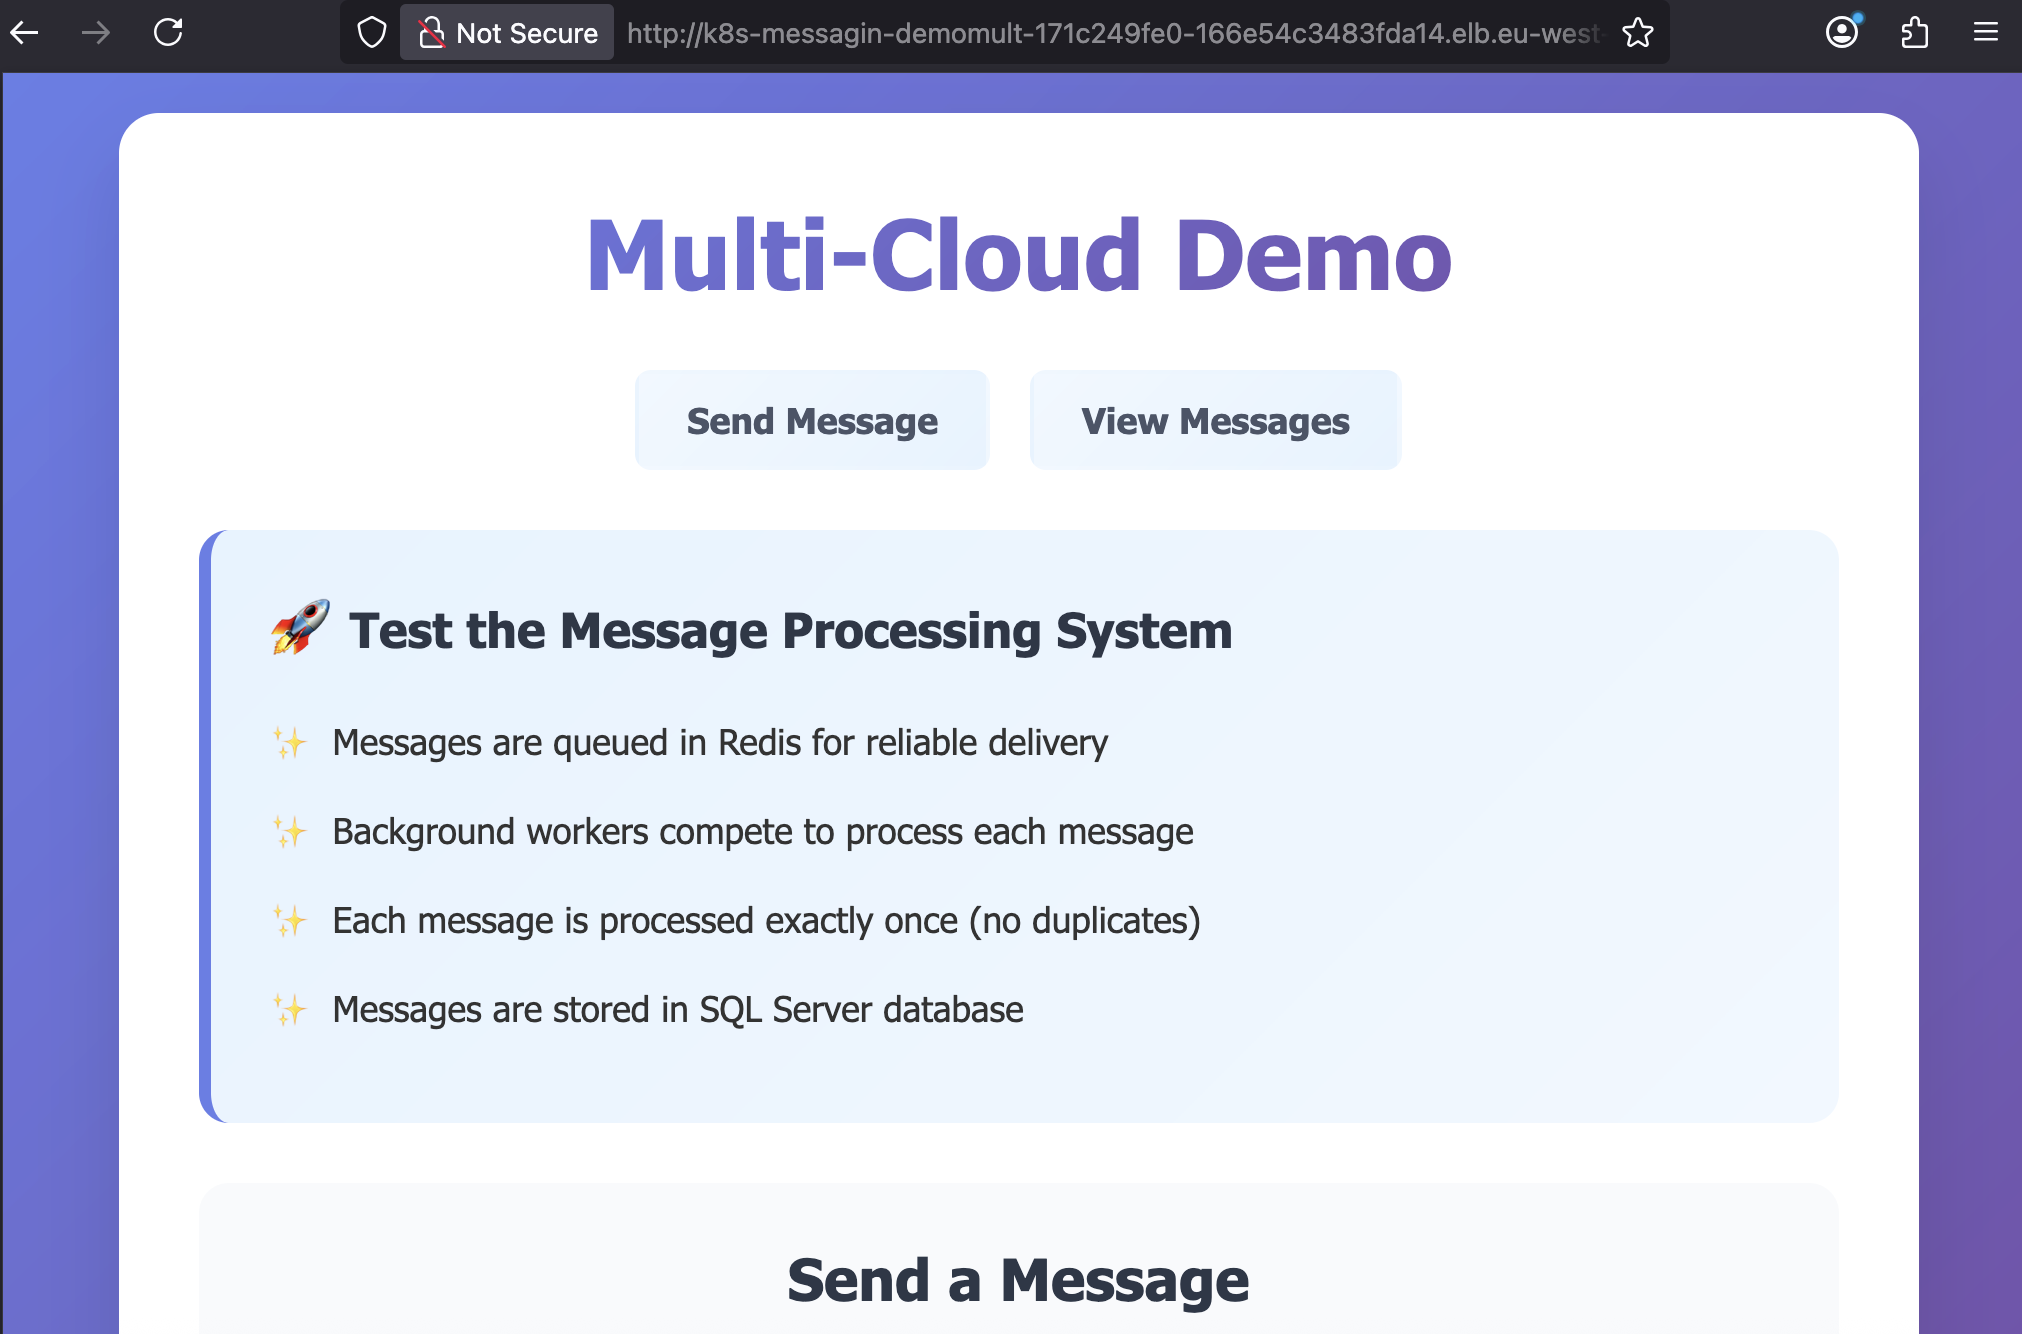 Not Secure http://k8s-messagin-demomult-171c249fe0-166e54c3483fda14.elb.eu-west-
Multi-Cloud Demo
Send Message View Messages
🚀 Test the Message Processing System
✨ Messages are queued in Redis for reliable delivery
✨ Background workers compete to process each message
✨ Each message is processed exactly once (no duplicates)
✨ Messages are stored in SQL Server database
Send a Message